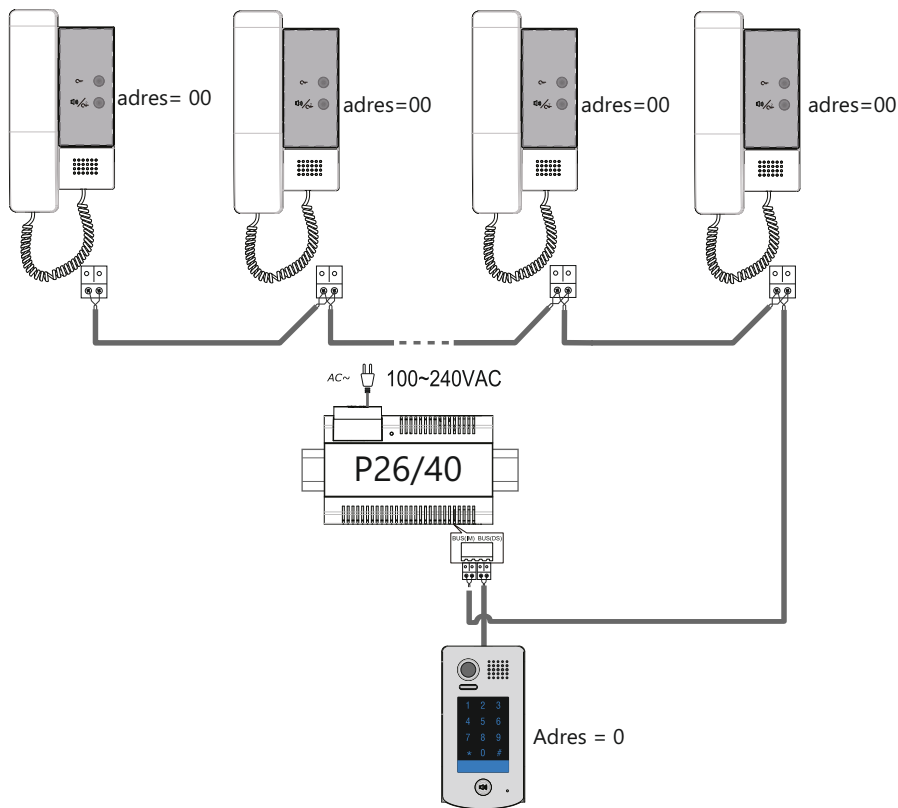 adres= 00
adres=00
adres=00
adres=00
AC~ 100~240VAC
P26/40
BUS(IM) BUS(DS)
1 2 3
4 5 6
7 8 9
* 0 #
Adres = 0